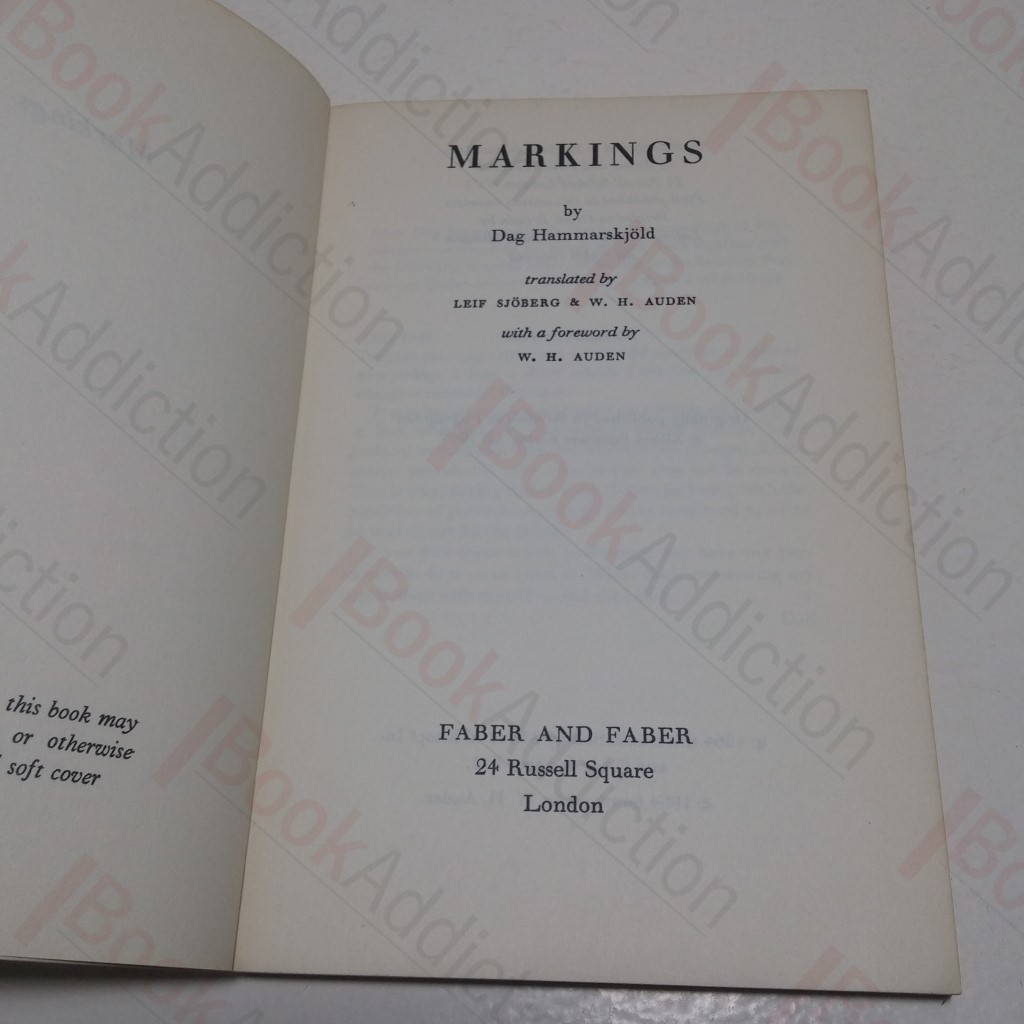 this book may
or otherwise
soft cover
MARKINGS
by
Dag Hammarskjöld
translated by
LEIF SJÖBERG & W. H. AUDEN
with a foreword by
W. H. AUDEN
FABER AND FABER
24 Russell Square
London
BookAddiction